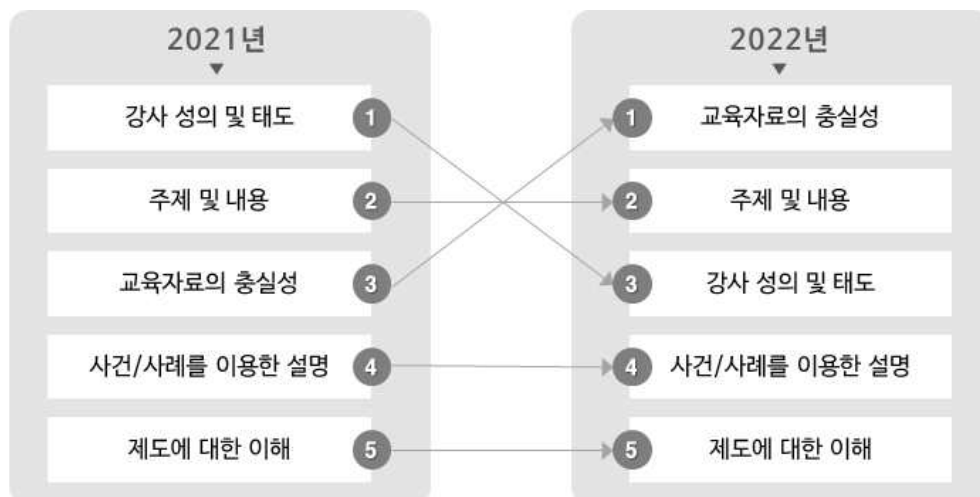 2021년
강사 성의 및 태도
1
주제 및 내용
2
교육자료의 충실성
3
사건/사례를 이용한 설명
4
제도에 대한 이해
5
2022년
1
교육자료의 충실성
2
주제 및 내용
3
강사 성의 및 태도
4
사건/사례를 이용한 설명
5
제도에 대한 이해